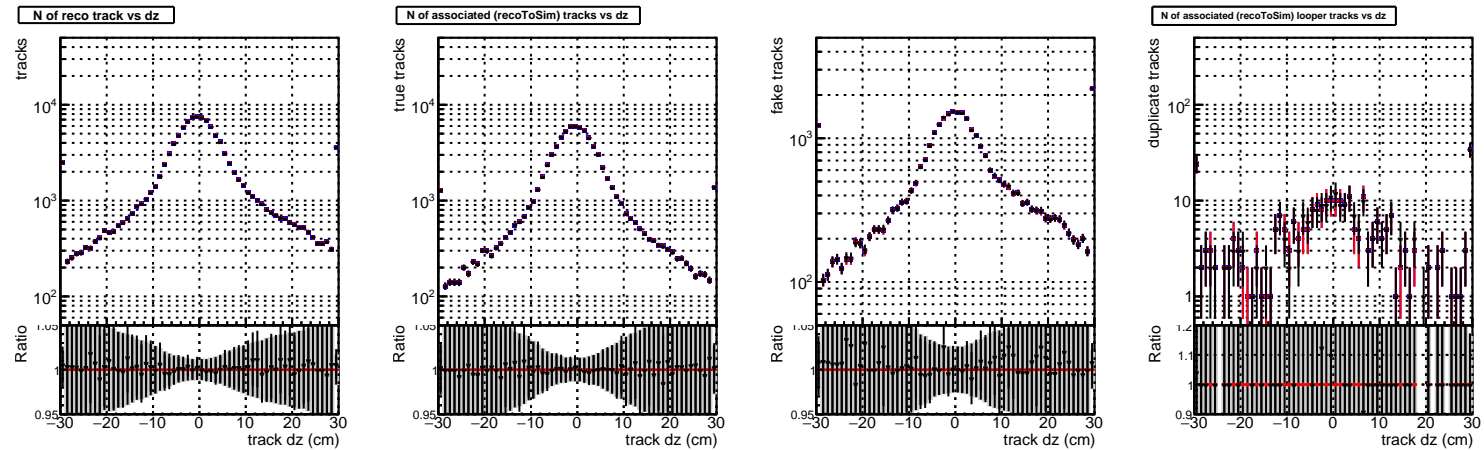 N of reco track vs dz
tracks
10⁴
10³
10²
Ratio
1.05
1
0.95
−30 −20 −10 0 10 20 30
track dz (cm)
N of associated (recoToSim) tracks vs dz
true tracks
10⁴
10³
10²
Ratio
1.05
1
0.95
−30 −20 −10 0 10 20 30
track dz (cm)
fake tracks
10³
10²
Ratio
1.05
1
0.95
−30 −20 −10 0 10 20 30
track dz (cm)
N of associated (recoToSim) looper tracks vs dz
duplicate tracks
10²
10
1
Ratio
1.2
1.1
1
0.9
−30 −20 −10 0 10 20 30
track dz (cm)